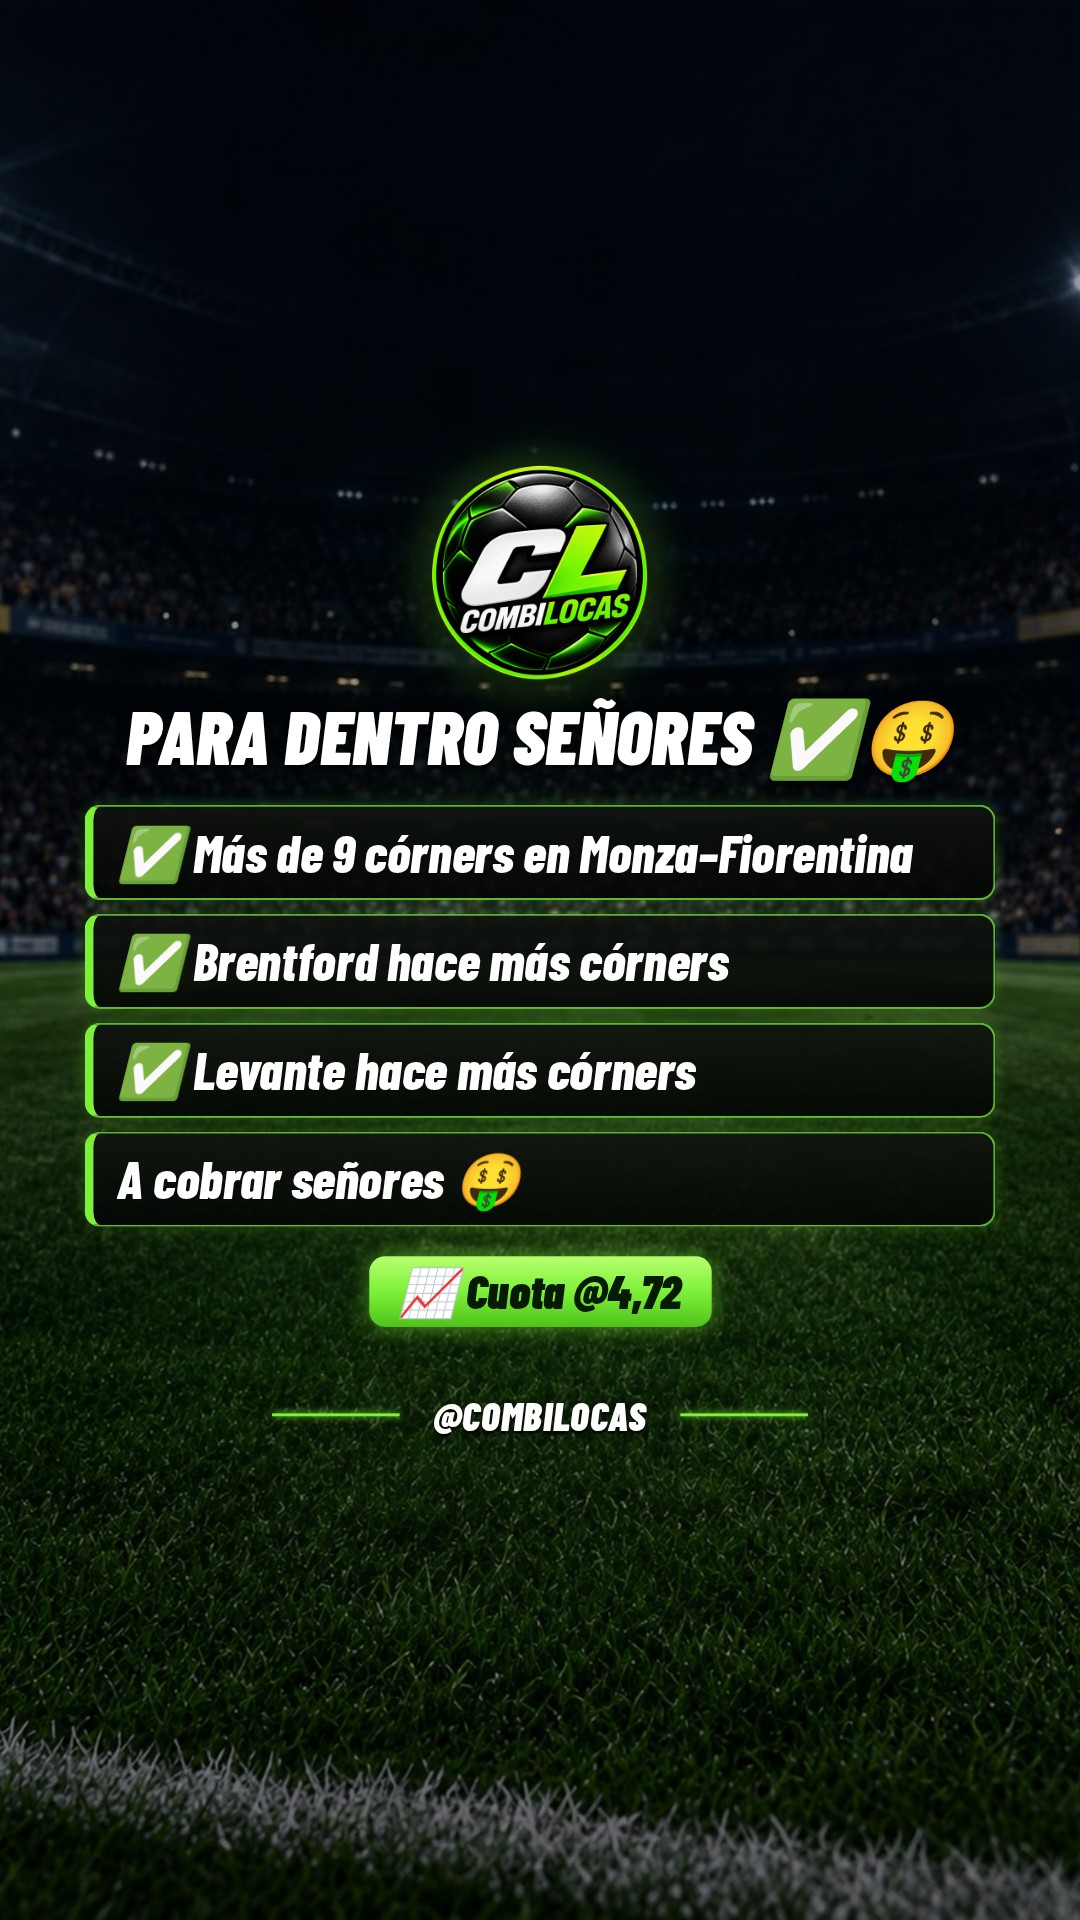 CL
COMBILOCAS
PARA DENTRO SEÑORES ✅🤑
✅ Más de 9 córners en Monza-Fiorentina
✅ Brentford hace más córners
✅ Levante hace más córners
A cobrar señores 🤑
📈 Cuota @4,72
@COMBILOCAS